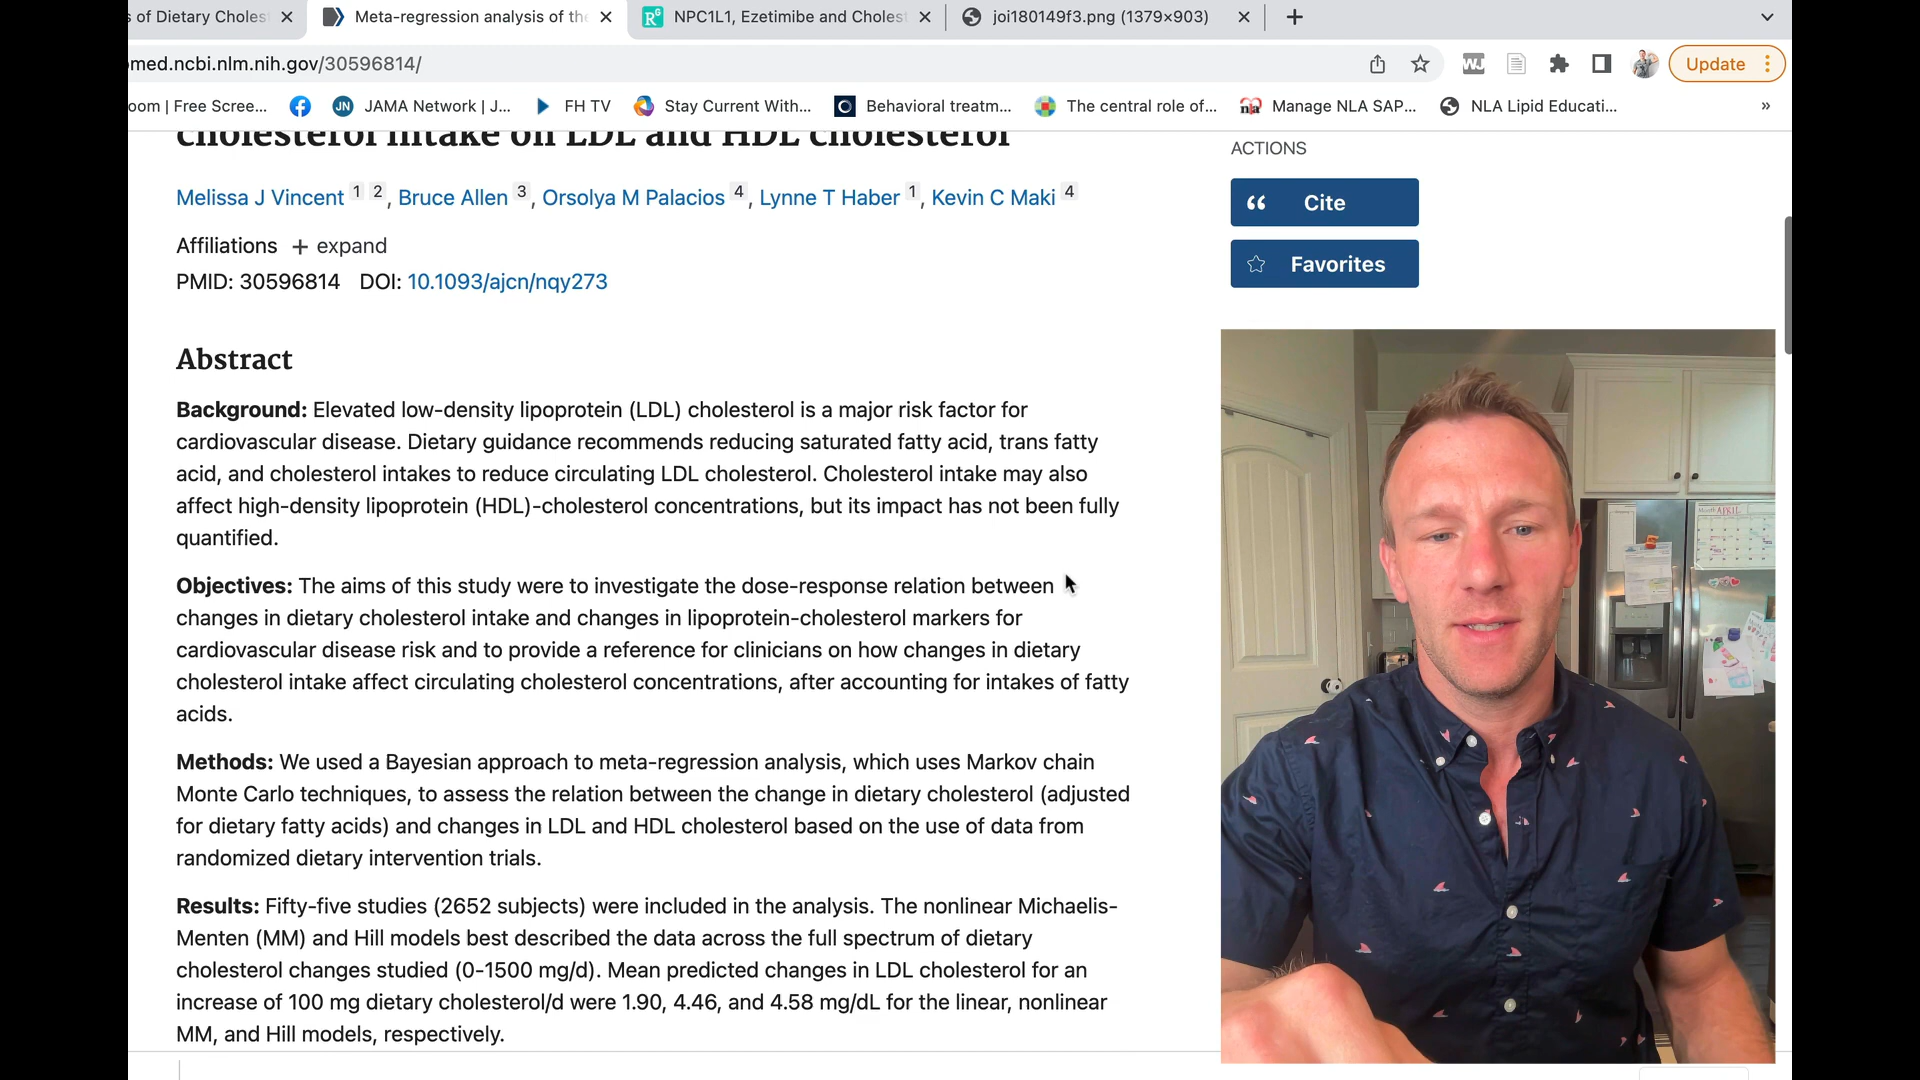 s of Dietary Choles
Meta-regression analysis of the
NPC1L1, Ezetimibe and Choles
joi180149f3.png (1379×903)
med.ncbi.nlm.nih.gov/30596814/
Update
oom | Free Scree...
JN JAMA Network | J...
FH TV
Stay Current With...
Behavioral treatm...
The central role of...
nla Manage NLA SAP...
NLA Lipid Educati...
»
cholesterol intake on LDL and HDL cholesterol
ACTIONS
Melissa J Vincent 1 2 , Bruce Allen 3 , Orsolya M Palacios 4 , Lynne T Haber 1 , Kevin C Maki 4
Cite
Affiliations + expand
Favorites
PMID: 30596814 DOI: 10.1093/ajcn/nqy273
Abstract
Background: Elevated low-density lipoprotein (LDL) cholesterol is a major risk factor for
cardiovascular disease. Dietary guidance recommends reducing saturated fatty acid, trans fatty
acid, and cholesterol intakes to reduce circulating LDL cholesterol. Cholesterol intake may also
affect high-density lipoprotein (HDL)-cholesterol concentrations, but its impact has not been fully
quantified.
Objectives: The aims of this study were to investigate the dose-response relation between
changes in dietary cholesterol intake and changes in lipoprotein-cholesterol markers for
cardiovascular disease risk and to provide a reference for clinicians on how changes in dietary
cholesterol intake affect circulating cholesterol concentrations, after accounting for intakes of fatty
acids.
Methods: We used a Bayesian approach to meta-regression analysis, which uses Markov chain
Monte Carlo techniques, to assess the relation between the change in dietary cholesterol (adjusted
for dietary fatty acids) and changes in LDL and HDL cholesterol based on the use of data from
randomized dietary intervention trials.
Results: Fifty-five studies (2652 subjects) were included in the analysis. The nonlinear Michaelis-
Menten (MM) and Hill models best described the data across the full spectrum of dietary
cholesterol changes studied (0-1500 mg/d). Mean predicted changes in LDL cholesterol for an
increase of 100 mg dietary cholesterol/d were 1.90, 4.46, and 4.58 mg/dL for the linear, nonlinear
MM, and Hill models, respectively.
APRIL